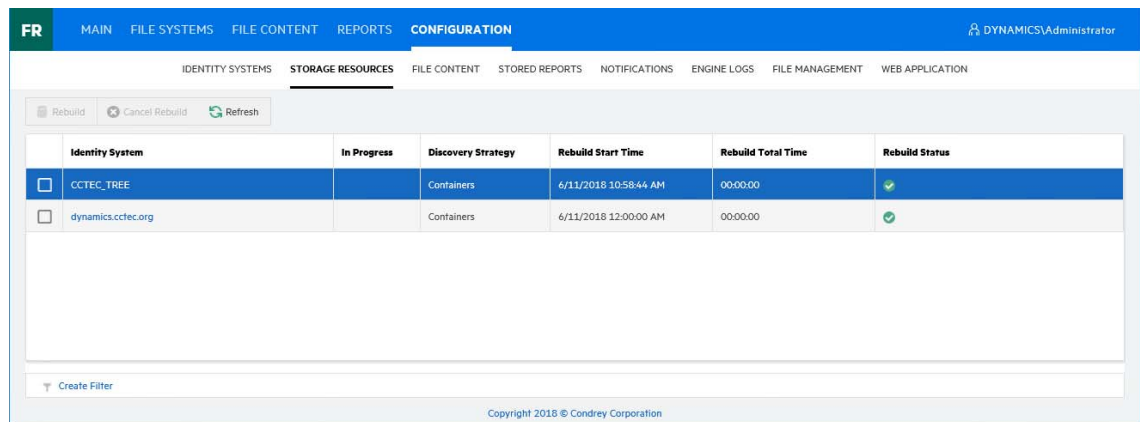 FR MAIN FILE SYSTEMS FILE CONTENT REPORTS CONFIGURATION DYNAMICS\Administrator
IDENTITY SYSTEMS STORAGE RESOURCES FILE CONTENT STORED REPORTS NOTIFICATIONS ENGINE LOGS FILE MANAGEMENT WEB APPLICATION
Rebuild Cancel Rebuild Refresh
Identity System In Progress Discovery Strategy Rebuild Start Time Rebuild Total Time Rebuild Status
CCTEC_TREE Containers 6/11/2018 10:58:44 AM 00:00:00
dynamics.cctec.org Containers 6/11/2018 12:00:00 AM 00:00:00
Create Filter
Copyright 2018 © Condrey Corporation